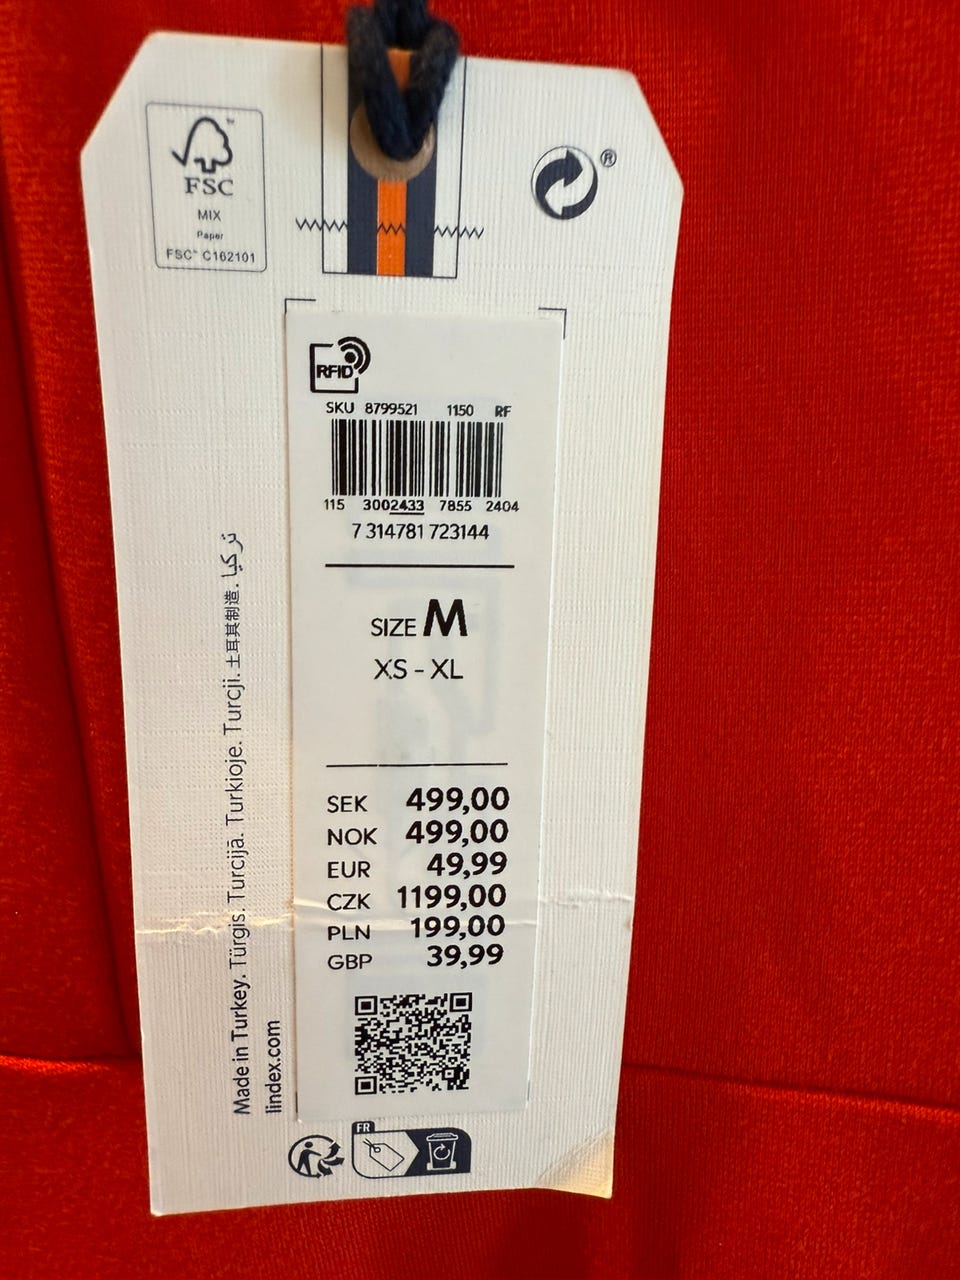 FSC
MIX
Paper
FSC™ C162101
®
RFID
SKU 8799521 1150 RF
115 3002433 7855 2404
7 314781 723144
SIZE M
XS - XL
SEK 499,00
NOK 499,00
EUR 49,99
CZK 1199,00
PLN 199,00
GBP 39,99
Made in Turkey. Türgis. Turcijā. Turkioje. Turcji. 土耳其制造. تركيا
lindex.com
FR